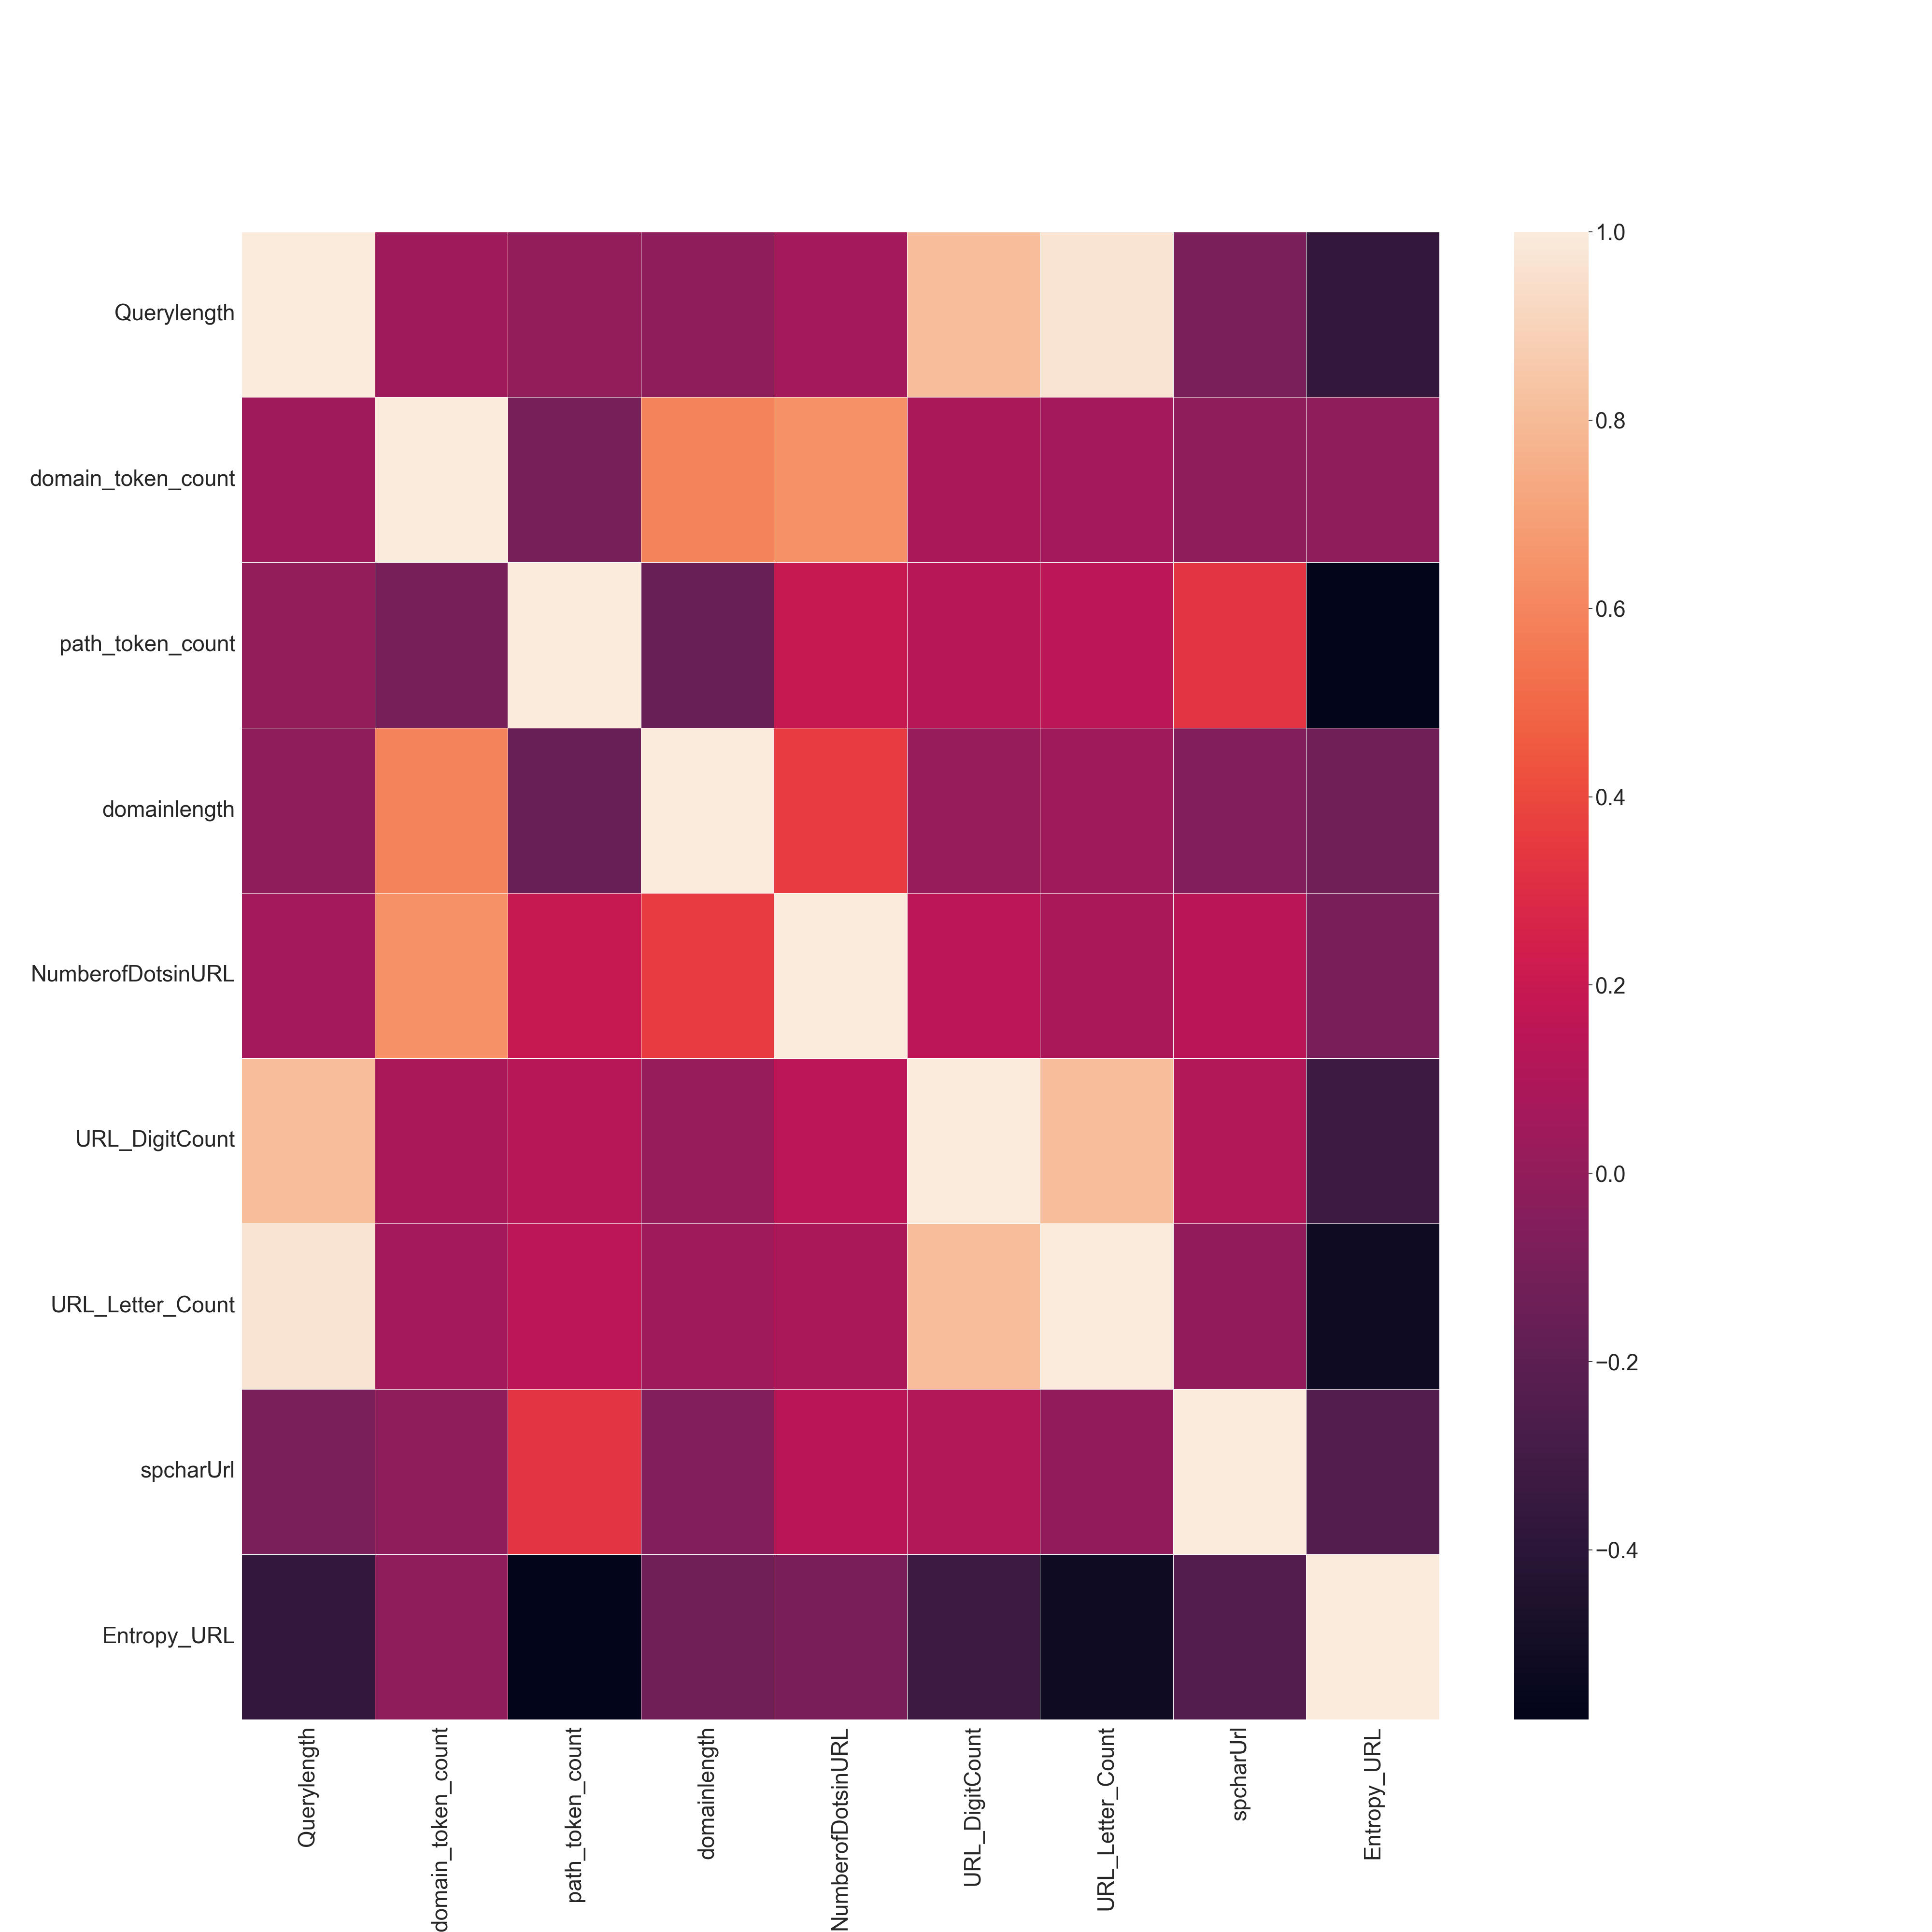 Querylength
domain_token_count
path_token_count
domainlength
NumberofDotsinURL
URL_DigitCount
URL_Letter_Count
spcharUrl
Entropy_URL
Querylength
domain_token_count
path_token_count
domainlength
NumberofDotsinURL
URL_DigitCount
URL_Letter_Count
spcharUrl
Entropy_URL
1.0
0.8
0.6
0.4
0.2
0.0
−0.2
−0.4